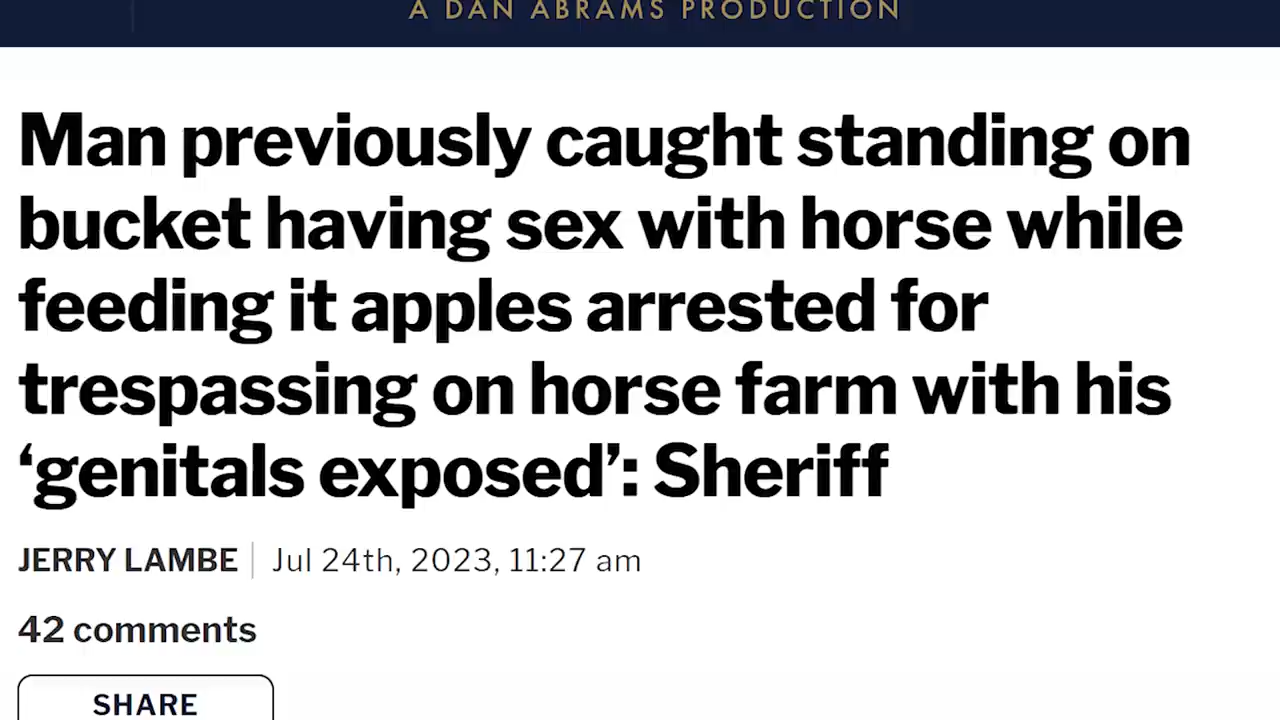 A DAN ABRAMS PRODUCTION
Man previously caught standing on
bucket having sex with horse while
feeding it apples arrested for
trespassing on horse farm with his
‘genitals exposed’: Sheriff
JERRY LAMBE Jul 24th, 2023, 11:27 am
42 comments
SHARE